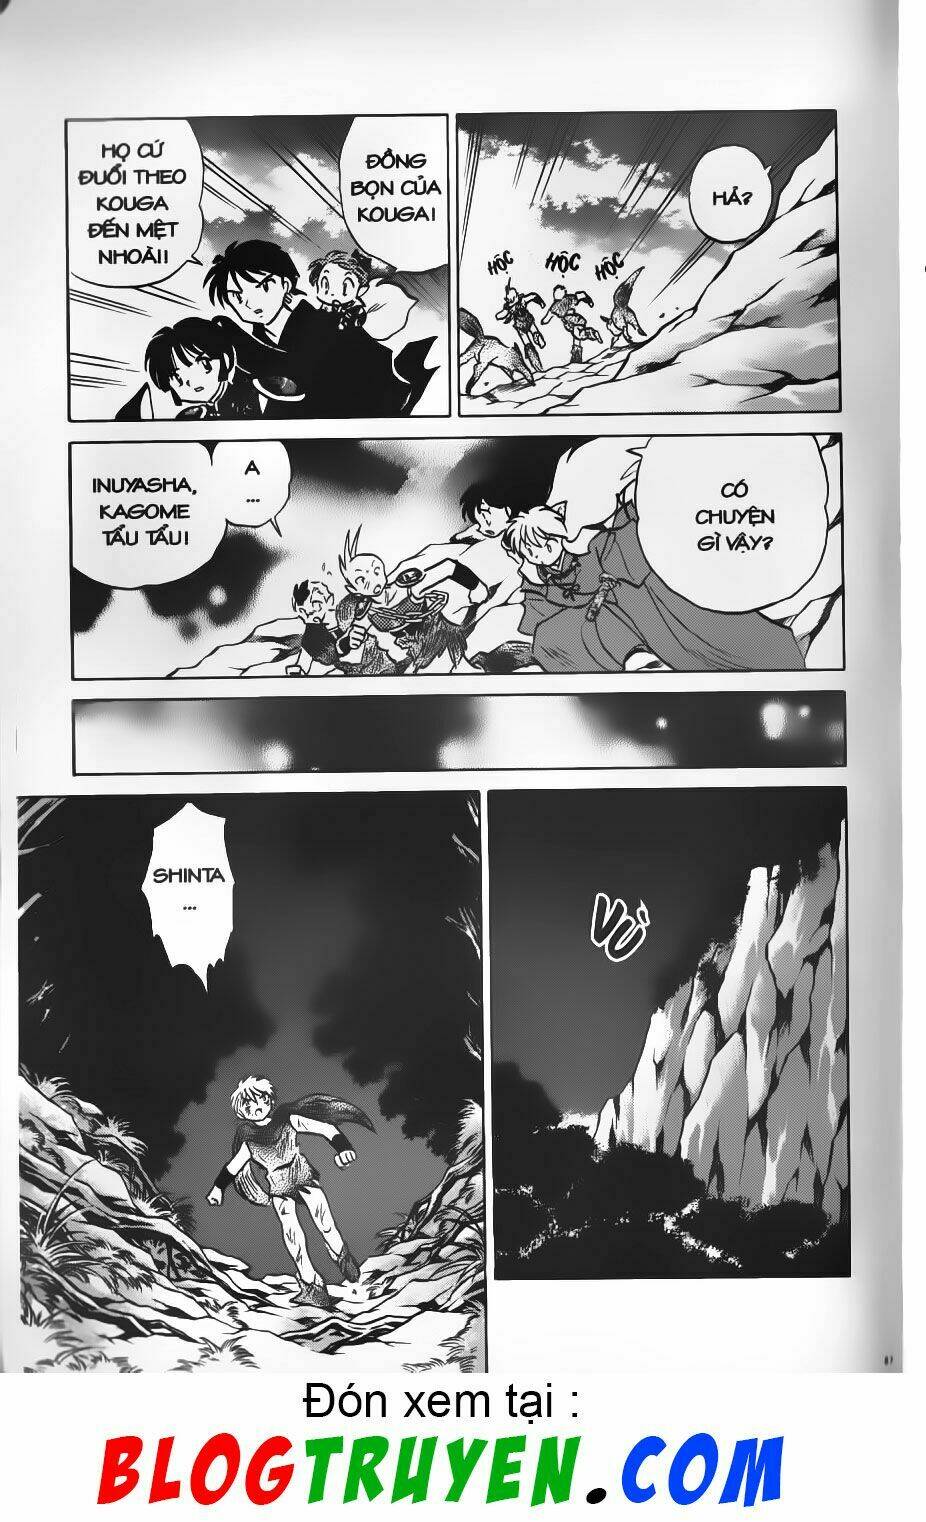 HẢ?
HỘC
HỘC
HỘC
ĐỒNG
BỌN CỦA
KOUGA!
HỌ CỨ
ĐUỔI THEO
KOUGA
ĐẾN MỆT
NHOÀI!
CÓ
CHUYỆN
GÌ VẬY?
A
...
INUYASHA,
KAGOME
TẨU TẨU!
VÙ
SHINTA
...
Đón xem tại :
BLOGTRUYEN.COM